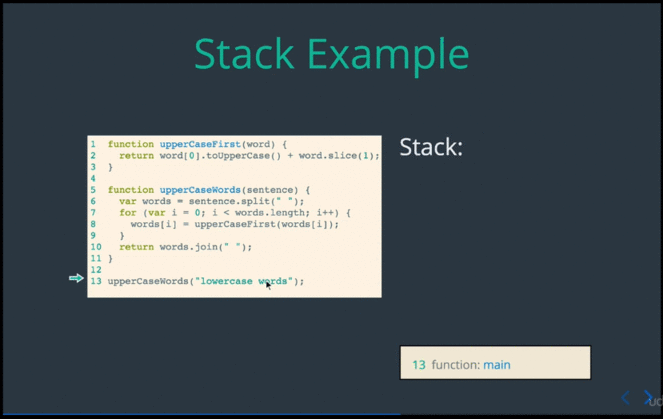 Stack Example
1 function upperCaseFirst(word) {
2 return word[0].toUpperCase() + word.slice(1);
3 }
4
5 function upperCaseWords(sentence) {
6 var words = sentence.split(" ");
7 for (var i = 0; i < words.length; i++) {
8 words[i] = upperCaseFirst(words[i]);
9 }
10 return words.join(" ");
11 }
12
13 upperCaseWords("lowercase words");
Stack:
13 function: main